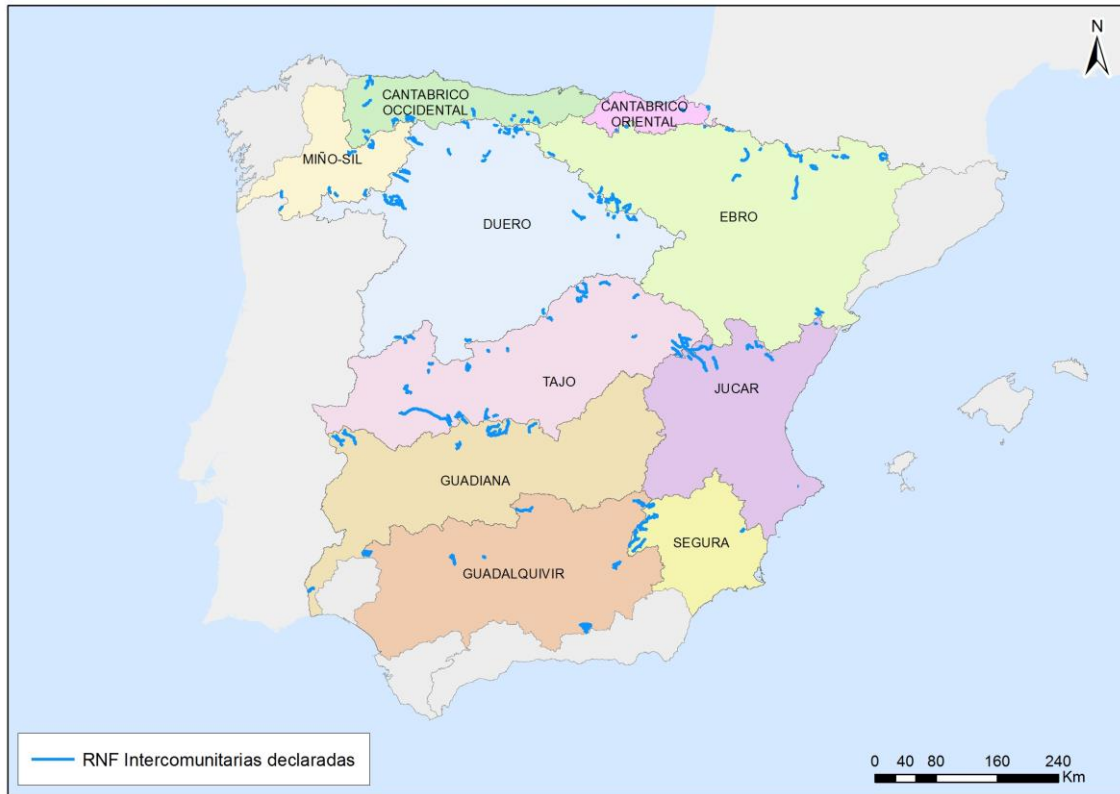 N
CANTABRICO
OCCIDENTAL
CANTABRICO
ORIENTAL
MIÑO-SIL
DUERO
EBRO
TAJO
JUCAR
GUADIANA
SEGURA
GUADALQUIVIR
RNF Intercomunitarias declaradas
0 40 80 160 240
Km